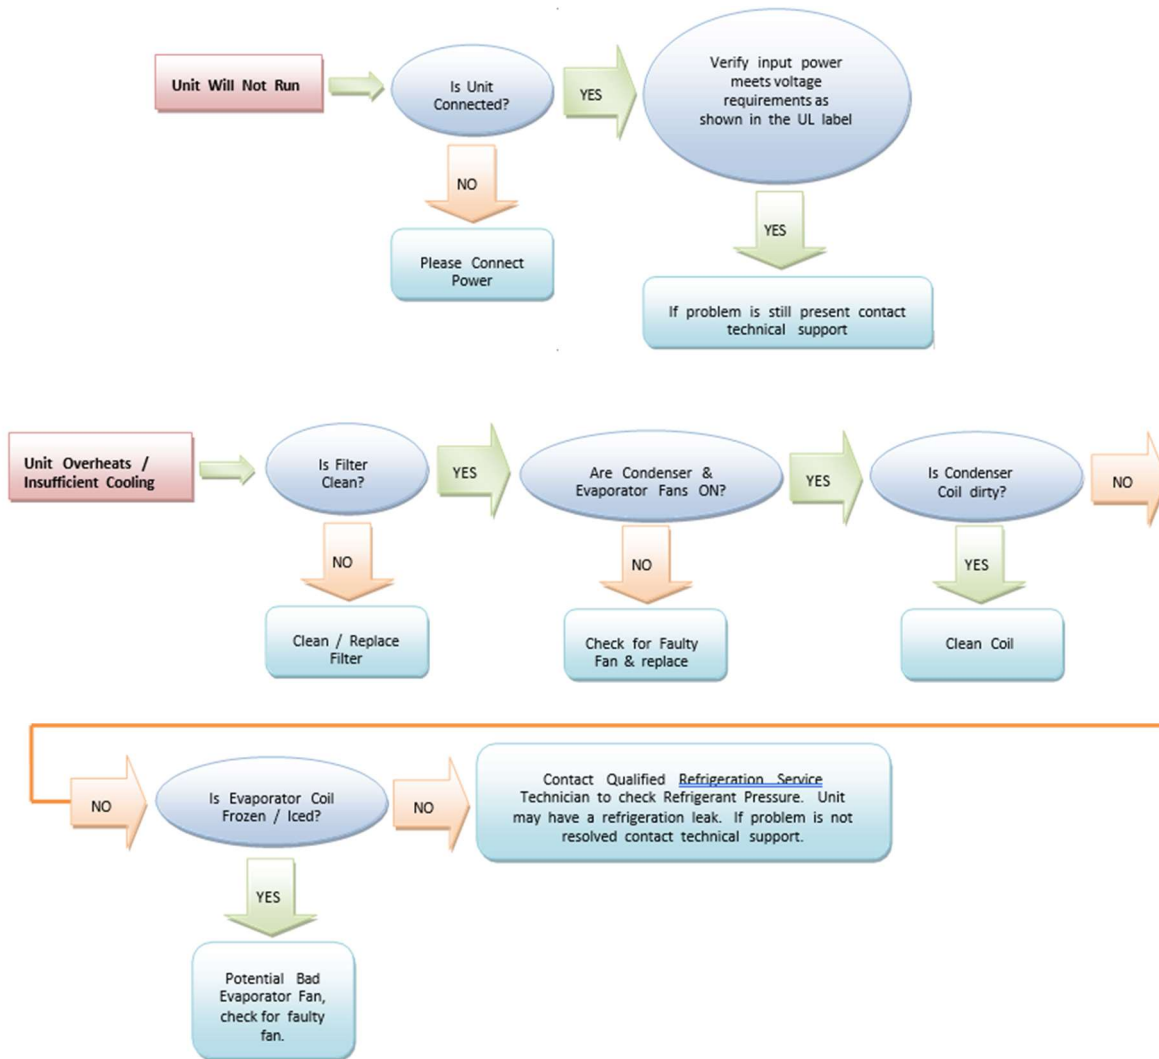 Unit Will Not Run
Is Unit
Connected?
YES
Verify input power
meets voltage
requirements as
shown in the UL label
NO
YES
Please Connect
Power
If problem is still present contact
technical support
Unit Overheats /
Insufficient Cooling
Is Filter
Clean?
YES
Are Condenser &
Evaporator Fans ON?
YES
Is Condenser
Coil dirty?
NO
NO
NO
YES
Clean / Replace
Filter
Check for Faulty
Fan & replace
Clean Coil
NO
Is Evaporator Coil
Frozen / Iced?
NO
Contact Qualified Refrigeration Service
Technician to check Refrigerant Pressure. Unit
may have a refrigeration leak. If problem is not
resolved contact technical support.
YES
Potential Bad
Evaporator Fan,
check for faulty
fan.